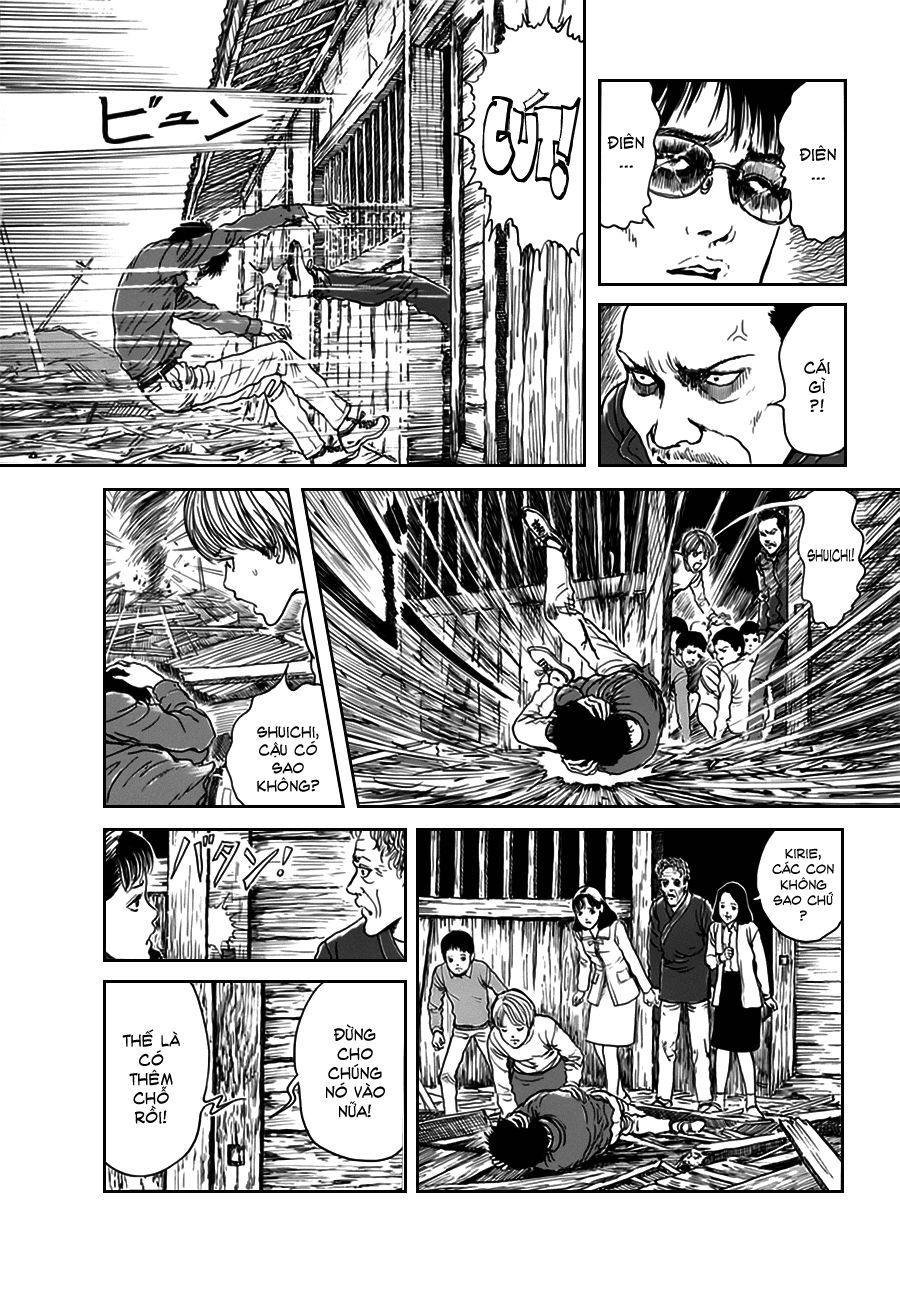 ĐIÊN
...
ĐIÊN
...
CÁI
GÌ
?!
CÚT!
ビュン
SHUICHI!
SHUICHI,
CẬU CÓ
SAO
KHÔNG?
KIRIE,
CÁC CON
KHÔNG
SAO CHỨ
?
バタン!
ĐỪNG
CHO
CHÚNG
NÓ VÀO
NỮA!
THẾ LÀ
CÓ
THÊM
CHỖ
RỒI!